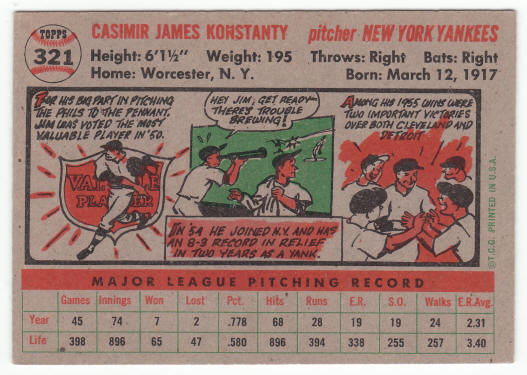 TOPPS
321
CASIMIR JAMES KONSTANTY pitcher NEW YORK YANKEES
Height: 6'1½" Weight: 195 Throws: Right Bats: Right
Home: Worcester, N. Y. Born: March 12, 1917
FOR HIS BIG PART IN PITCHING
THE PHILS TO THE PENNANT,
JIM WAS VOTED THE MOST
VALUABLE PLAYER IN '50.
VAL LE
PLAYER
HEY JIM, GET READY—
THERE'S TROUBLE
BREWING!
IN '54 HE JOINED N.Y. AND HAS
AN 8-3 RECORD IN RELIEF
IN TWO YEARS AS A YANK.
AMONG HIS 1955 WINS WERE
TWO IMPORTANT VICTORIES
OVER BOTH CLEVELAND AND
DETROIT
©T.C.G. PRINTED IN U.S.A.
MAJOR LEAGUE PITCHING RECORD
Games Innings Won Lost Pct. Hits Runs E.R. S.O. Walks E.R.Avg.
Year 45 74 7 2 .778 68 28 19 19 24 2.31
Life 398 896 65 47 .580 896 394 338 255 257 3.40